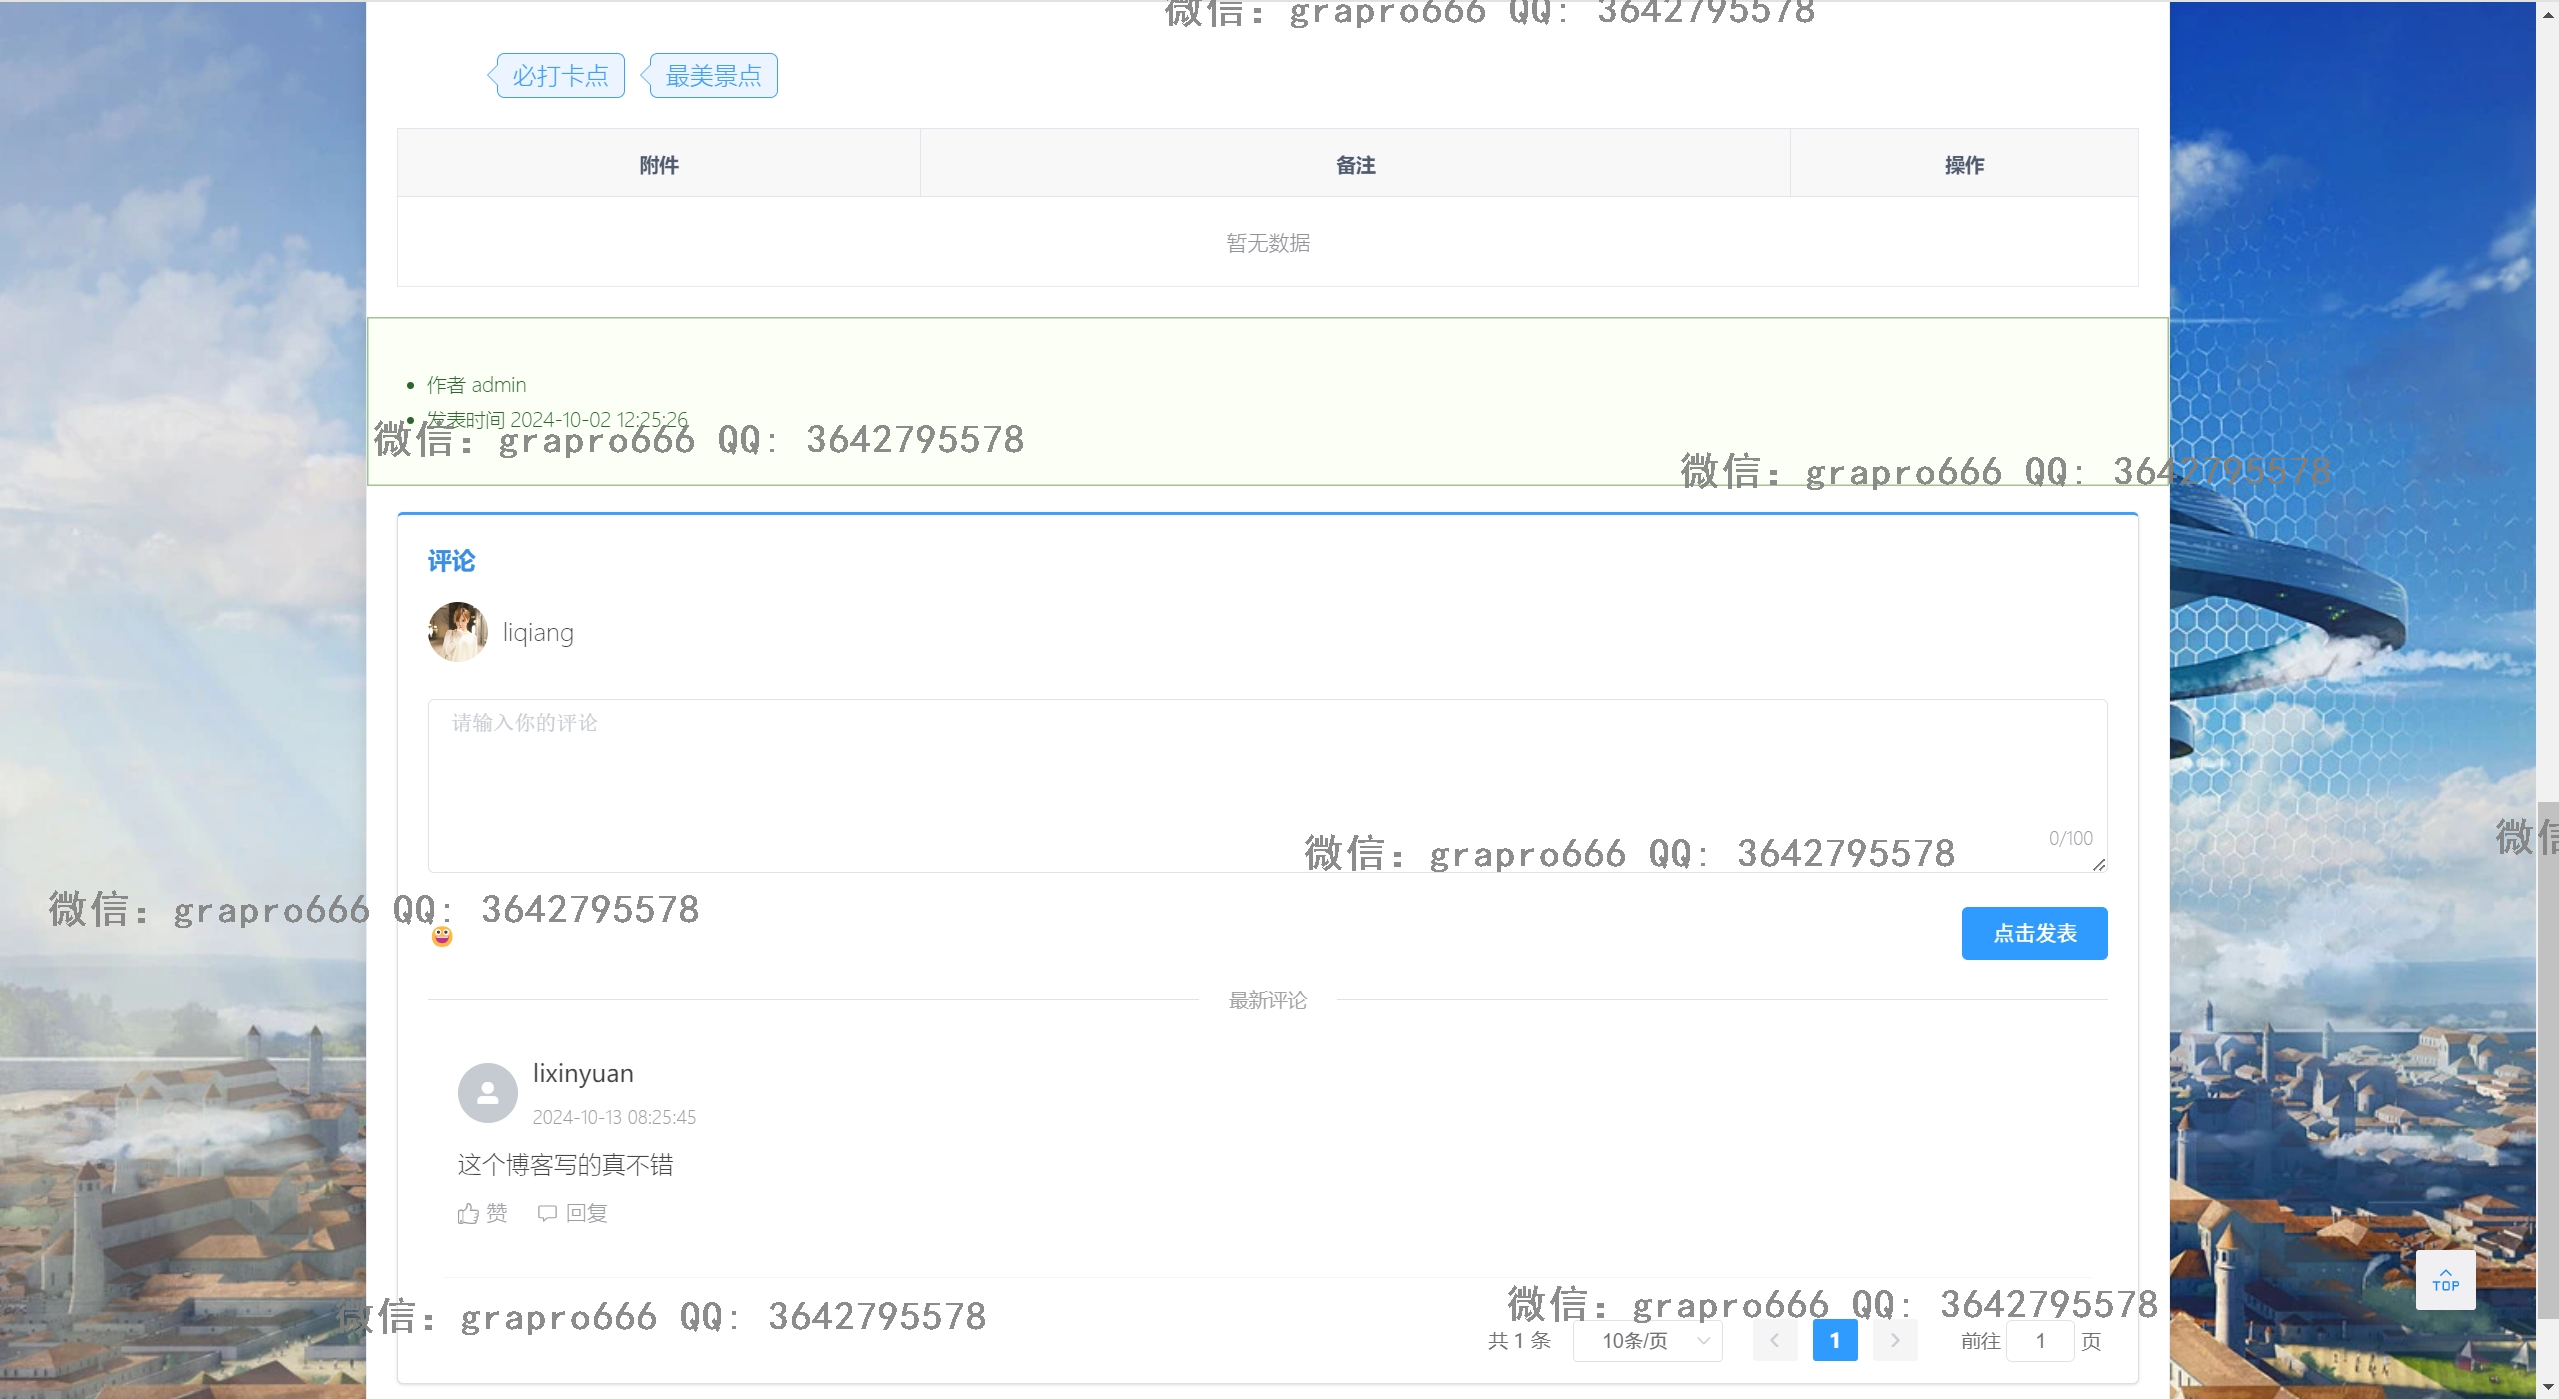 微信: grapro666 QQ: 3642795578
必打卡点 最美景点
附件 备注 操作
暂无数据
作者 admin
发表时间 2024-10-02 12:25:26
微信: grapro666 QQ: 3642795578
微信: grapro666 QQ: 3642795578
评论
liqiang
请输入你的评论
0/100
微信: grapro666 QQ: 3642795578
微信
微信: grapro666 QQ: 3642795578
点击发表
最新评论
lixinyuan
2024-10-13 08:25:45
这个博客写的真不错
赞 回复
TOP
微信: grapro666 QQ: 3642795578
微信: grapro666 QQ: 3642795578
共 1 条 10条/页 1 前往 1 页